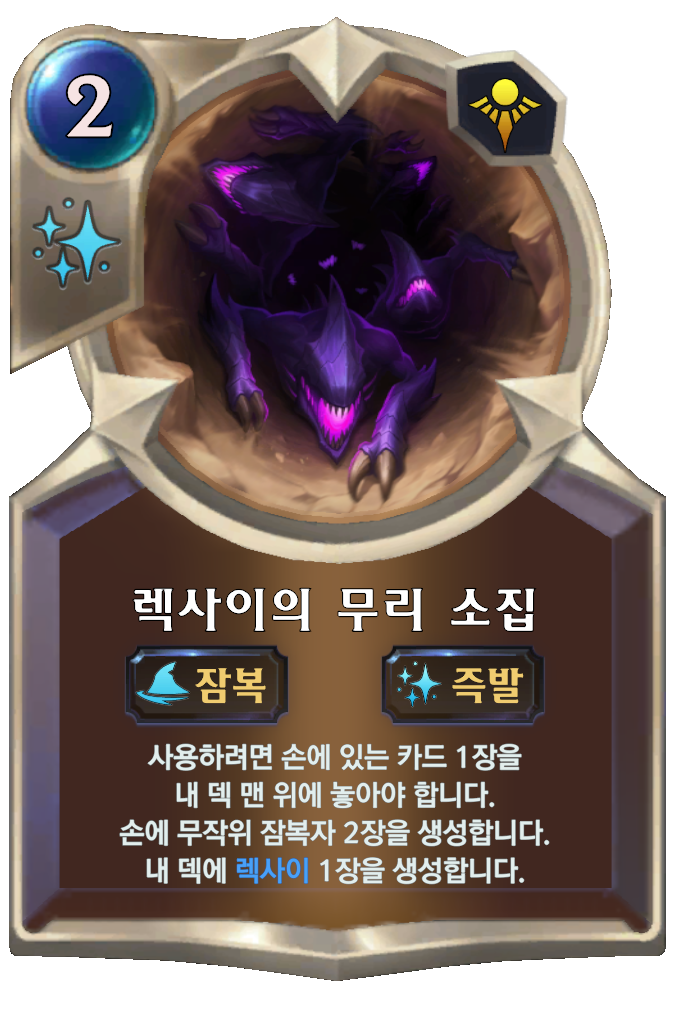 2
렉사이의 무리 소집
잠복 즉발
사용하려면 손에 있는 카드 1장을
내 덱 맨 위에 놓아야 합니다.
손에 무작위 잠복자 2장을 생성합니다.
내 덱에 렉사이 1장을 생성합니다.